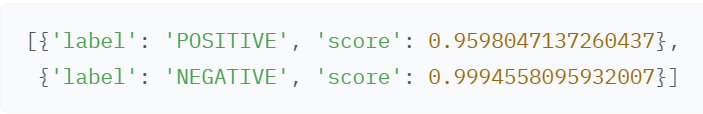 [{'label': 'POSITIVE', 'score': 0.9598047137260437},
{'label': 'NEGATIVE', 'score': 0.9994558095932007}]